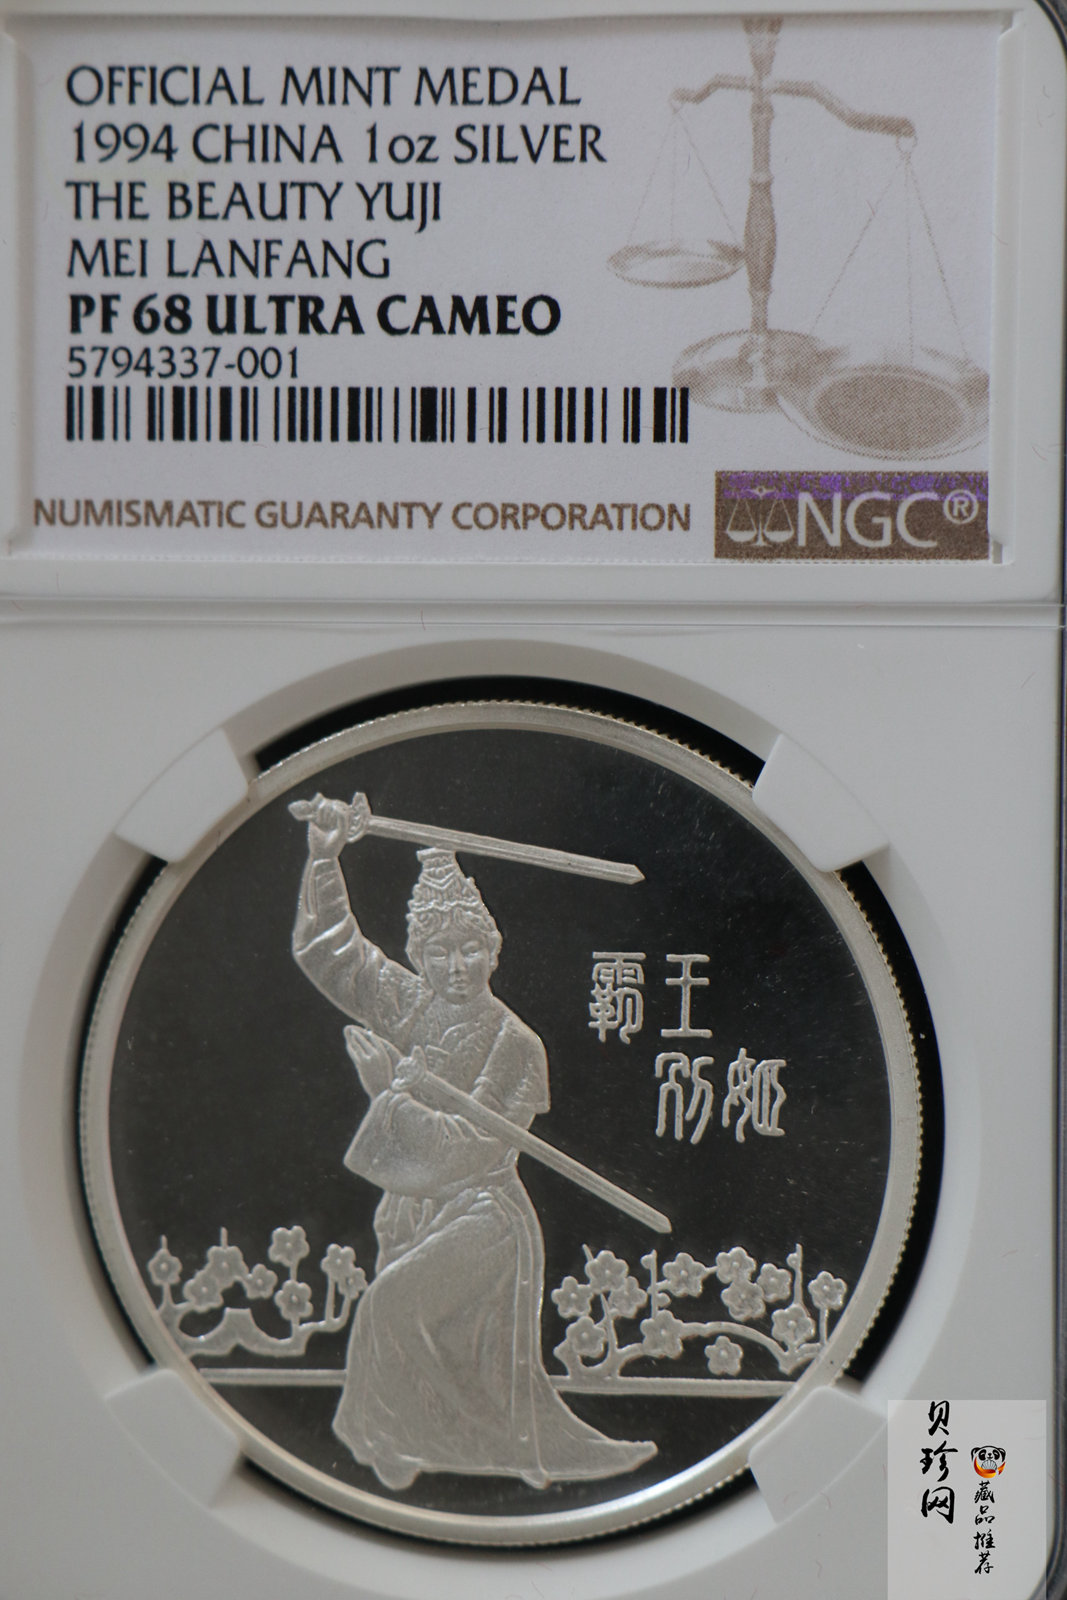 OFFICIAL MINT MEDAL
1994 CHINA 1oz SILVER
THE BEAUTY YUJI
MEI LANFANG
PF 68 ULTRA CAMEO
5794337-001
NUMISMATIC GUARANTY CORPORATION
NGC®
霸王
别姬
贝珍网
藏品推荐